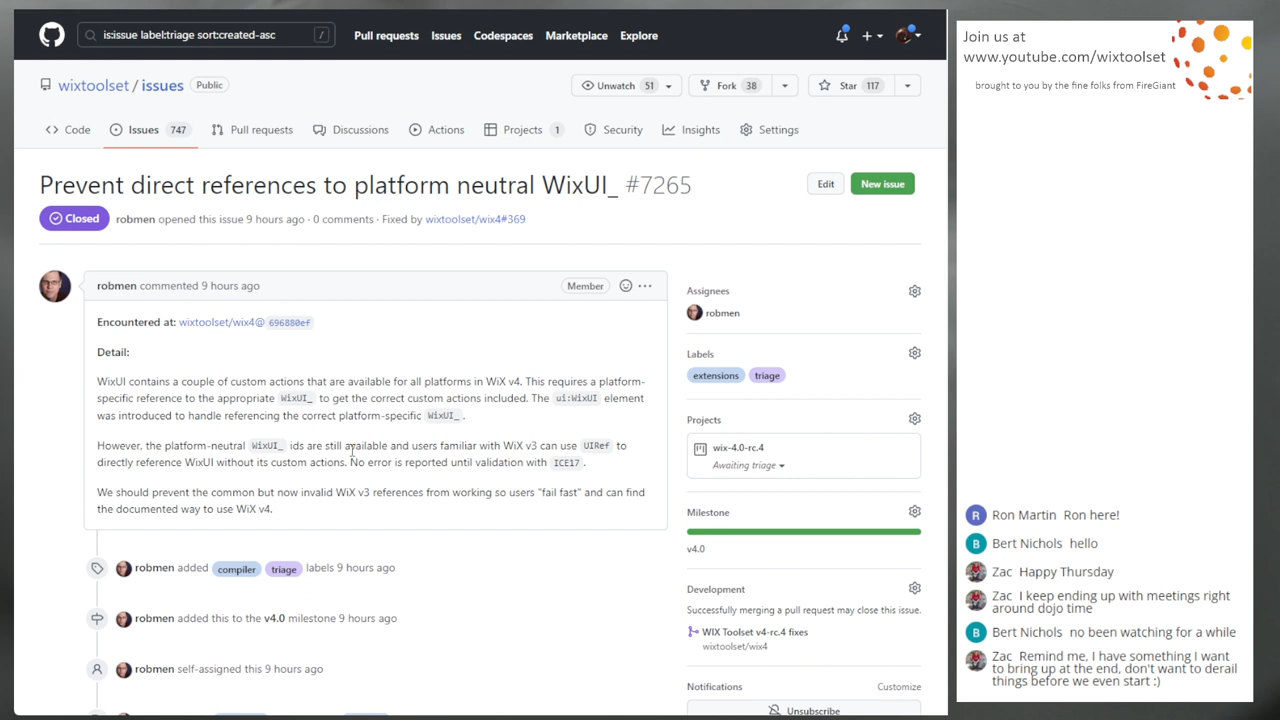 isissue label:triage sort:created-asc
/
Pull requests
Issues
Codespaces
Marketplace
Explore
wixtoolset / issues
Public
Unwatch 51
Fork 38
Star 117
Code
Issues 747
Pull requests
Discussions
Actions
Projects 1
Security
Insights
Settings
Prevent direct references to platform neutral WixUI_ #7265
Edit
New issue
Closed
robmen opened this issue 9 hours ago · 0 comments · Fixed by wixtoolset/wix4#369
robmen commented 9 hours ago
Member
Encountered at: wixtoolset/wix4@ 696880ef
Detail:
WixUI contains a couple of custom actions that are available for all platforms in WiX v4. This requires a platform-
specific reference to the appropriate WixUI_ to get the correct custom actions included. The ui:WixUI element
was introduced to handle referencing the correct platform-specific WixUI_.
However, the platform-neutral WixUI_ ids are still available and users familiar with WiX v3 can use UIRef to
directly reference WixUI without its custom actions. No error is reported until validation with ICE17.
We should prevent the common but now invalid WiX v3 references from working so users "fail fast" and can find
the documented way to use WiX v4.
robmen added compiler triage labels 9 hours ago
robmen added this to the v4.0 milestone 9 hours ago
robmen self-assigned this 9 hours ago
Assignees
robmen
Labels
extensions triage
Projects
wix-4.0-rc.4
Awaiting triage
Milestone
v4.0
Development
Successfully merging a pull request may close this issue.
WIX Toolset v4-rc.4 fixes
wixtoolset/wix4
Notifications
Customize
Unsubscribe
Join us at
www.youtube.com/wixtoolset
brought to you by the fine folks from FireGiant
R Ron Martin Ron here!
B Bert Nichols hello
Zac Happy Thursday
Zac I keep ending up with meetings right
around dojo time
B Bert Nichols no been watching for a while
Zac Remind me, I have something I want
to bring up at the end, don't want to derail
things before we even start :)